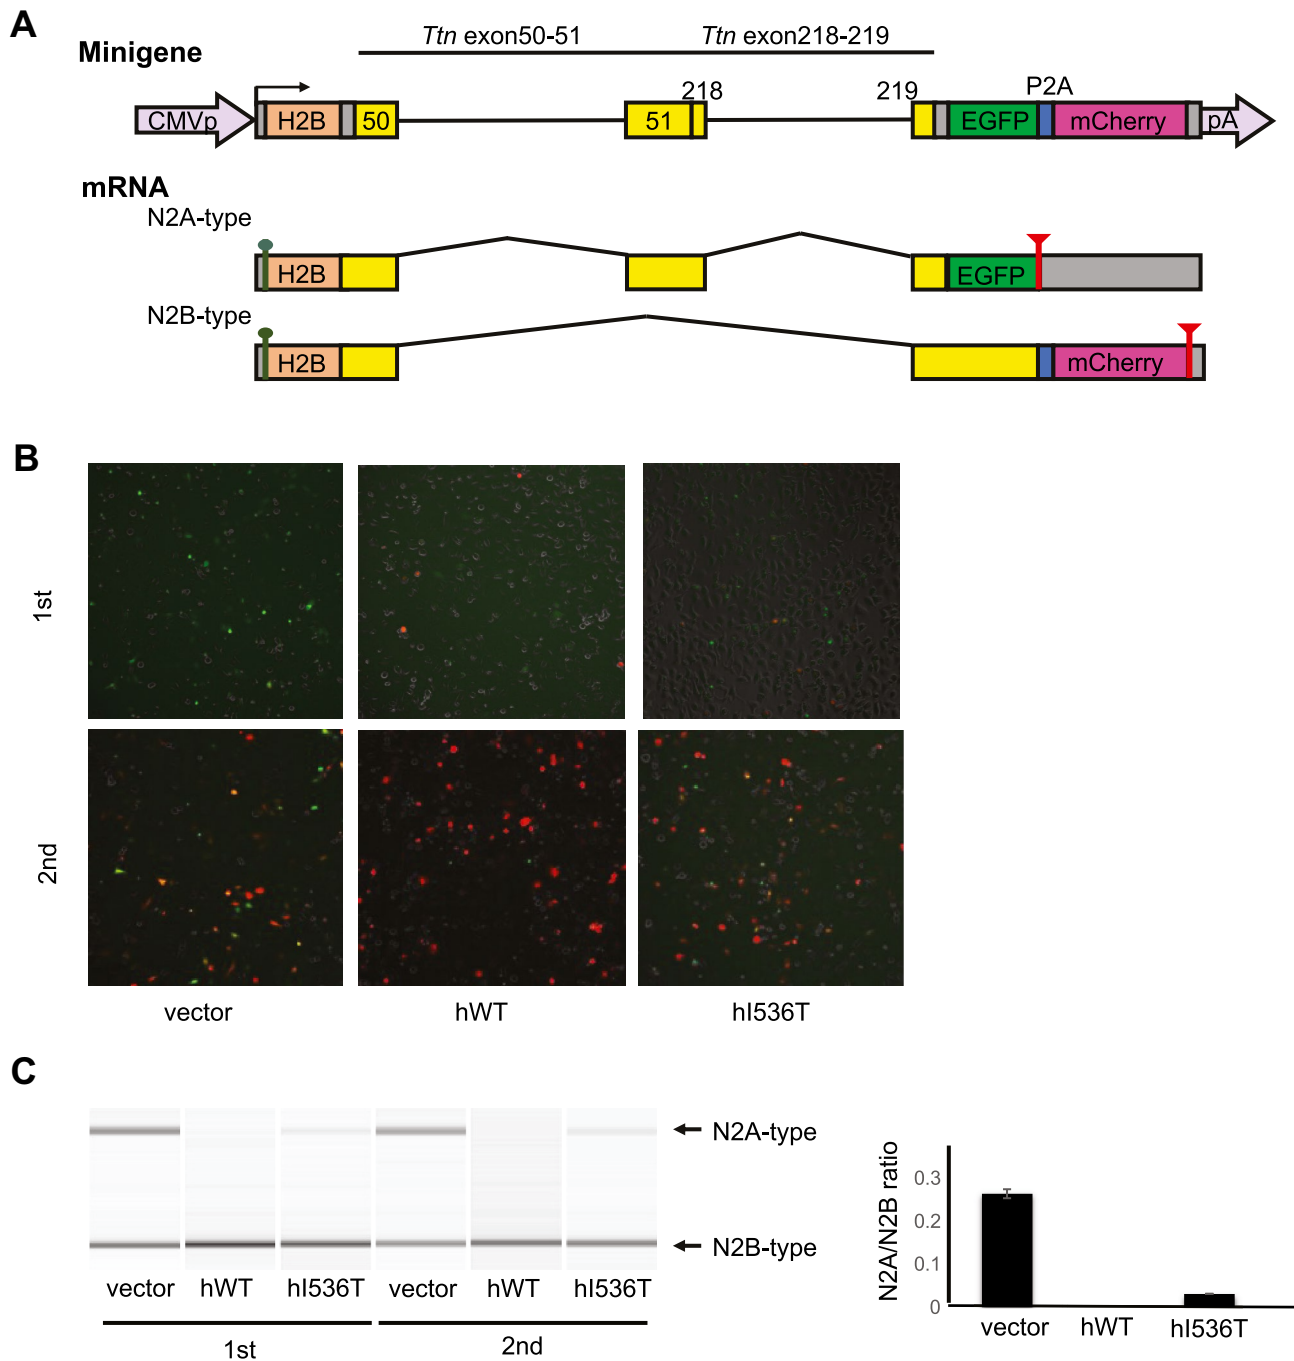 A
Ttn exon50-51 Ttn exon218-219
Minigene
218 219 P2A
CMVp H2B 50 51 EGFP mCherry pA
mRNA
N2A-type
H2B EGFP
N2B-type
H2B mCherry
B
1st
2nd
vector hWT hI536T
C
N2A-type
N2B-type
vector hWT hI536T vector hWT hI536T
1st 2nd
N2A/N2B ratio
0.3
0.2
0.1
0
vector hWT hI536T